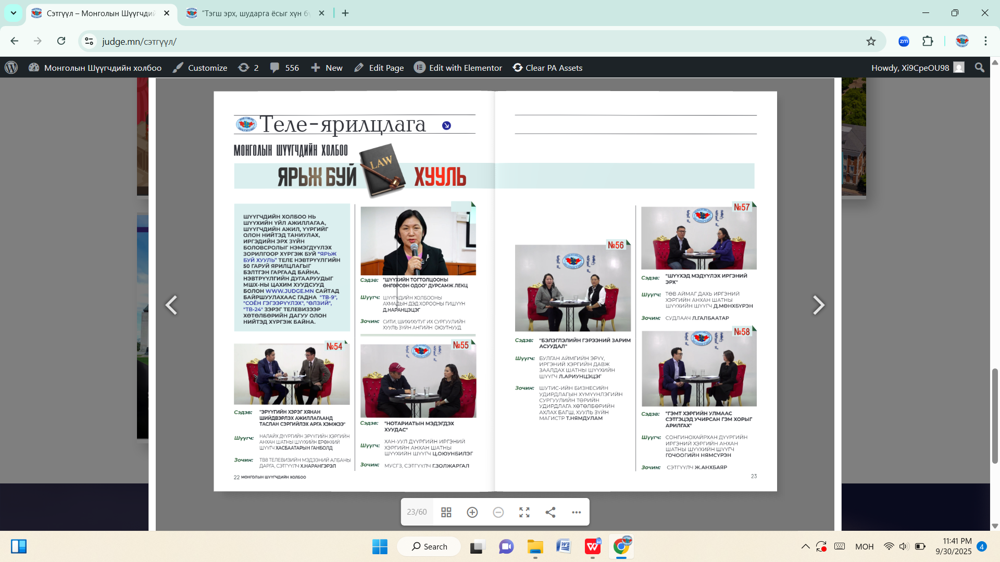 Сэтгүүл – Монголын Шүүгчдий
“Тэгш эрх, шударга ёсыг хүн бү
judge.mn/сэтгүүл/
zm
Монголын Шүүгчдийн холбоо
Customize
2
556
New
Edit Page
Edit with Elementor
Clear PA Assets
Howdy, Xi9CpeOU98
Теле-ярилцлага
МОНГОЛЫН ШҮҮГЧДИЙН ХОЛБОО
ЯРЬЖ БУЙ
LAW
ХУУЛЬ
ШҮҮГЧДИЙН ХОЛБОО НЬ
ШҮҮХИЙН ҮЙЛ АЖИЛЛАГАА,
ШҮҮГЧДИЙН АЖИЛ, ҮҮРГИЙГ
ОЛОН НИЙТЭД ТАНИУЛАХ,
ИРГЭДИЙН ЭРХ ЗҮЙН
БОЛОВСРОЛЫГ НЭМЭГДҮҮЛЭХ
ЗОРИЛГООР ХҮРГЭЖ БУЙ “ЯРЬЖ
БУЙ ХУУЛЬ” ТЕЛЕ НЭВТРҮҮЛГИЙН
50 ГАРУЙ ЯРИЛЦЛАГЫГ
БЭЛТГЭН ГАРГААД БАЙНА.
НЭВТРҮҮЛГИЙН ДУГААРУУДЫГ
МШХ-НЫ ЦАХИМ ХУУДСУУД
БОЛОН WWW.JUDGE.MN САЙТАД
БАЙРШУУЛАХААС ГАДНА "ТВ-9",
"СОЁН ГЭГЭЭРҮҮЛЭХ", "ӨЛЗИЙ",
"ТВ-24" ЗЭРЭГ ТЕЛЕВИЗЭЭР
ХӨТӨЛБӨРИЙН ДАГУУ ОЛОН
НИЙТЭД ХҮРГЭЖ БАЙНА.
№54
Сэдэв: "ЭРҮҮГИЙН ХЭРЭГ ХЯНАН
ШИЙДВЭРЛЭХ АЖИЛЛАГААНД
ТАСЛАН СЭРГИЙЛЭХ АРГА ХЭМЖЭЭ"
Шүүгч: НАЛАЙХ ДҮҮРГИЙН ЭРҮҮГИЙН ХЭРГИЙН
АНХАН ШАТНЫ ШҮҮХИЙН ЕРӨНХИЙ
ШҮҮГЧ ХАСБААТАРЫН ГАНБОЛД
Зочин: ТВ8 ТЕЛЕВИЗИЙН МЭДЭЭНИЙ АЛБАНЫ
ДАРГА, СЭТГҮҮЛЧ Х.НАРАНГЭРЭЛ
22 МОНГОЛЫН ШҮҮГЧДИЙН ХОЛБОО
Сэдэв: "ШҮҮХИЙН ТОГТОЛЦООНЫ
ӨНГӨРСӨН ОДОО" ДУРСАМЖ ЛЕКЦ
Шүүгч: ШҮҮГЧДИЙН ХОЛБООНЫ
АХМАДЫН ДЭД ХОРООНЫ ГИШҮҮН
Д.НАРАНЦЭЦЭГ
Зочин: СИТИ, ШИХИХУТУГ ИХ СУРГУУЛИЙН
ХУУЛЬ ЗҮЙН АНГИЙН ОЮУТНУУД
№55
Сэдэв: "НОТАРИАТЫН МЭДЭГДЭХ
ХУУДАС"
Шүүгч: ХАН-УУЛ ДҮҮРГИЙН ИРГЭНИЙ
ХЭРГИЙН АНХАН ШАТНЫ
ШҮҮХИЙН ШҮҮГЧ Ц.ОЮУНБИЛЭГ
Зочин: МУСГЗ, СЭТГҮҮЛЧ Г.ЗОЛЖАРГАЛ
№56
Сэдэв: "БЭЛЭГЛЭЛИЙН ГЭРЭЭНИЙ ЗАРИМ
АСУУДАЛ"
Шүүгч: БУЛГАН АЙМГИЙН ЭРҮҮ,
ИРГЭНИЙ ХЭРГИЙН ДАВЖ
ЗААЛДАХ ШАТНЫ ШҮҮХИЙН
ШҮҮГЧ Л.АРИУНЦЭЦЭГ
Зочин: ШУТИС-ИЙН БИЗНЕСИЙН
УДИРДЛАГЫН ХҮМҮҮНЛЭГИЙН
СУРГУУЛИЙН ТӨРИЙН
УДИРДЛАГА ХӨТӨЛБӨРИЙН
АХЛАХ БАГШ, ХУУЛЬ ЗҮЙН
МАГИСТР Т.НЯМДУЛАМ
№57
Сэдэв: "ШҮҮХЭД МЭДҮҮЛЭХ ИРГЭНИЙ
ЭРХ"
Шүүгч: ТӨВ АЙМАГ ДАХЬ ИРГЭНИЙ
ХЭРГИЙН АНХАН ШАТНЫ
ШҮҮХИЙН ШҮҮГЧ Д.МӨНХБҮРЭН
Зочин: СУДЛААЧ Л.ГАЛБААТАР
№58
Сэдэв: "ГЭМТ ХЭРГИЙН УЛМААС
СЭТГЭЦЭД УЧИРСАН ГЭМ ХОРЫГ
АРИЛГАХ"
Шүүгч: СОНГИНОХАЙРХАН ДҮҮРГИЙН
ИРГЭНИЙ ХЭРГИЙН АНХАН
ШАТНЫ ШҮҮХИЙН ШҮҮГЧ
ГОЧООГИЙН НЯМСҮРЭН
Зочин: СЭТГҮҮЛЧ Ж.АНХБАЯР
23
23/60
Search
МОН
11:41 PM
9/30/2025
4